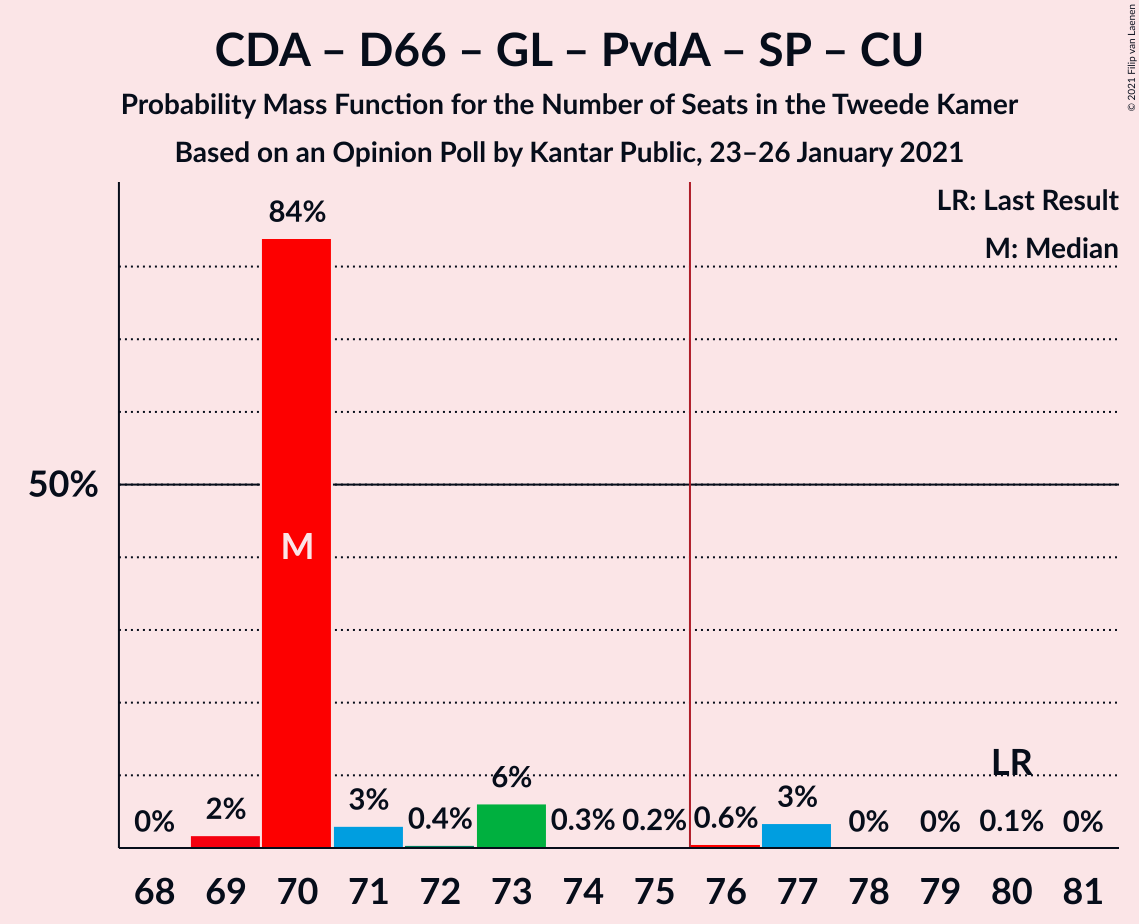 CDA – D66 – GL – PvdA – SP – CU
Probability Mass Function for the Number of Seats in the Tweede Kamer
Based on an Opinion Poll by Kantar Public, 23–26 January 2021
© 2021 Filip van Laenen
LR: Last Result
M: Median
84%
50%
M
LR
0% 2% 3% 0.4% 6% 0.3% 0.2% 0.6% 3% 0% 0% 0.1% 0%
68 69 70 71 72 73 74 75 76 77 78 79 80 81